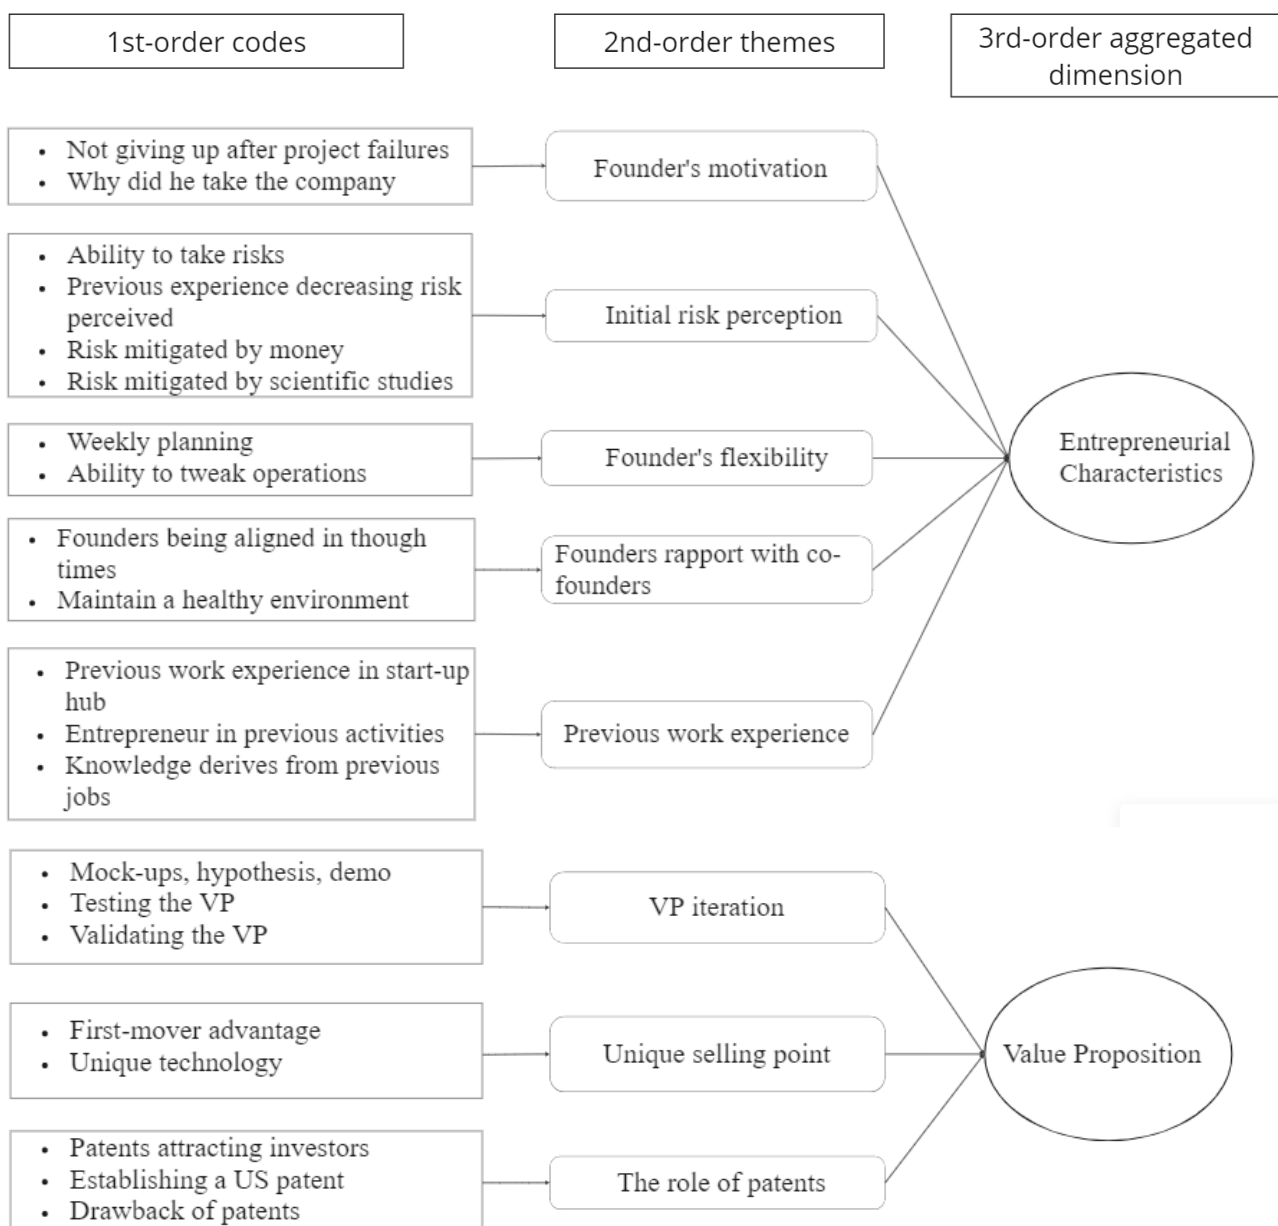 1st-order codes
2nd-order themes
3rd-order aggregated
dimension
• Not giving up after project failures
• Why did he take the company
Founder's motivation
• Ability to take risks
• Previous experience decreasing risk
perceived
• Risk mitigated by money
• Risk mitigated by scientific studies
Initial risk perception
• Weekly planning
• Ability to tweak operations
Founder's flexibility
• Founders being aligned in though
times
• Maintain a healthy environment
Founders rapport with co-
founders
• Previous work experience in start-up
hub
• Entrepreneur in previous activities
• Knowledge derives from previous
jobs
Previous work experience
Entrepreneurial
Characteristics
• Mock-ups, hypothesis, demo
• Testing the VP
• Validating the VP
VP iteration
• First-mover advantage
• Unique technology
Unique selling point
• Patents attracting investors
• Establishing a US patent
• Drawback of patents
The role of patents
Value Proposition